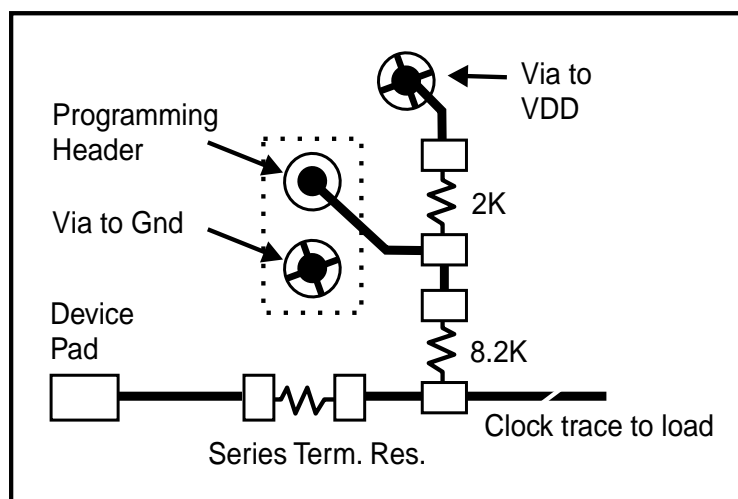 Via to
VDD
Programming
Header
2K
Via to Gnd
Device
Pad
8.2K
Clock trace to load
Series Term. Res.